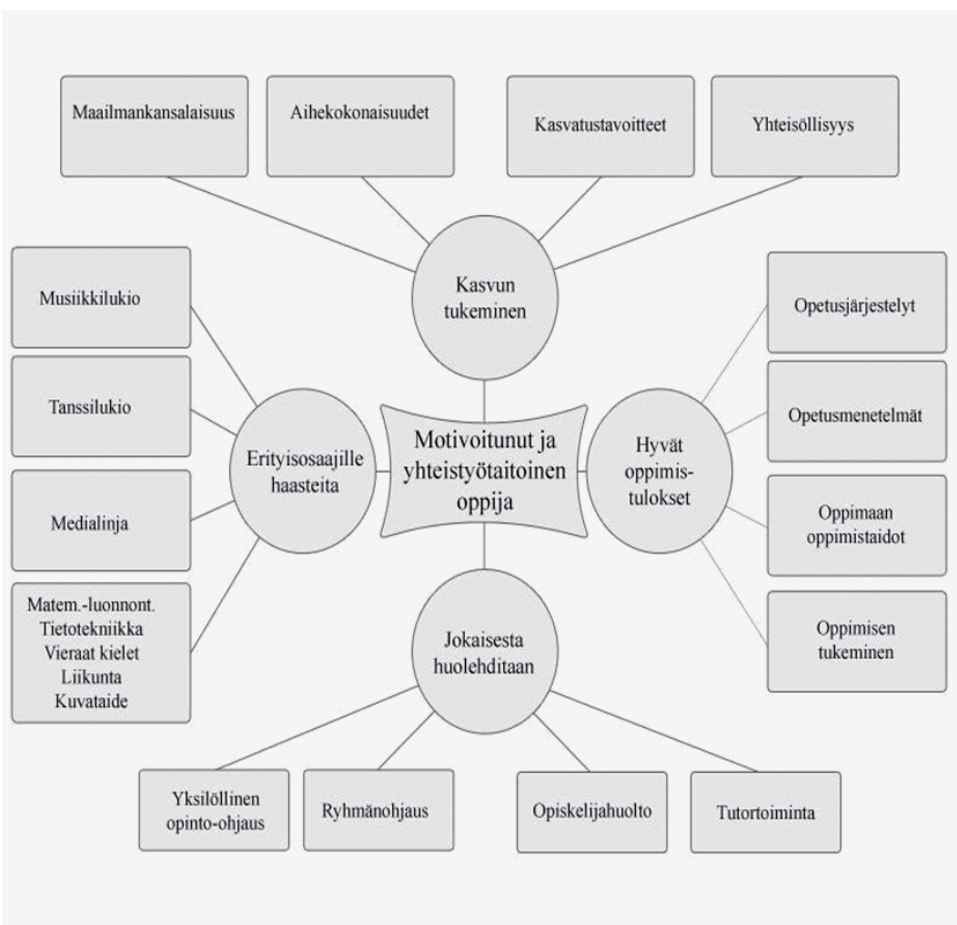 Maailmankansalaisuus
Aihekokonaisuudet
Kasvatustavoitteet
Yhteisöllisyys
Kasvun
tukeminen
Musiikkilukio
Tanssilukio
Medialinja
Matem.-luonnont.
Tietotekniikka
Vieraat kielet
Liikunta
Kuvataide
Erityisosaajille
haasteita
Motivoitunut ja
yhteistyötaitoinen
oppija
Hyvät
oppimis-
tulokset
Opetusjärjestelyt
Opetusmenetelmät
Oppimaan
oppimistaidot
Oppimisen
tukeminen
Jokaisesta
huolehditaan
Yksilöllinen
opinto-ohjaus
Ryhmänohjaus
Opiskelijahuolto
Tutortoiminta